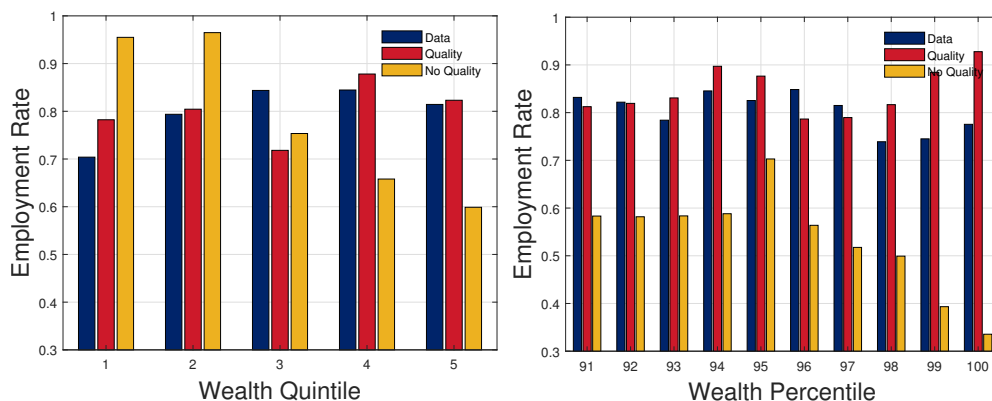 Employment Rate
1
0.9
0.8
0.7
0.6
0.5
0.4
0.3
Data
Quality
No Quality
1 2 3 4 5
Wealth Quintile
Employment Rate
1
0.9
0.8
0.7
0.6
0.5
0.4
0.3
Data
Quality
No Quality
91 92 93 94 95 96 97 98 99 100
Wealth Percentile